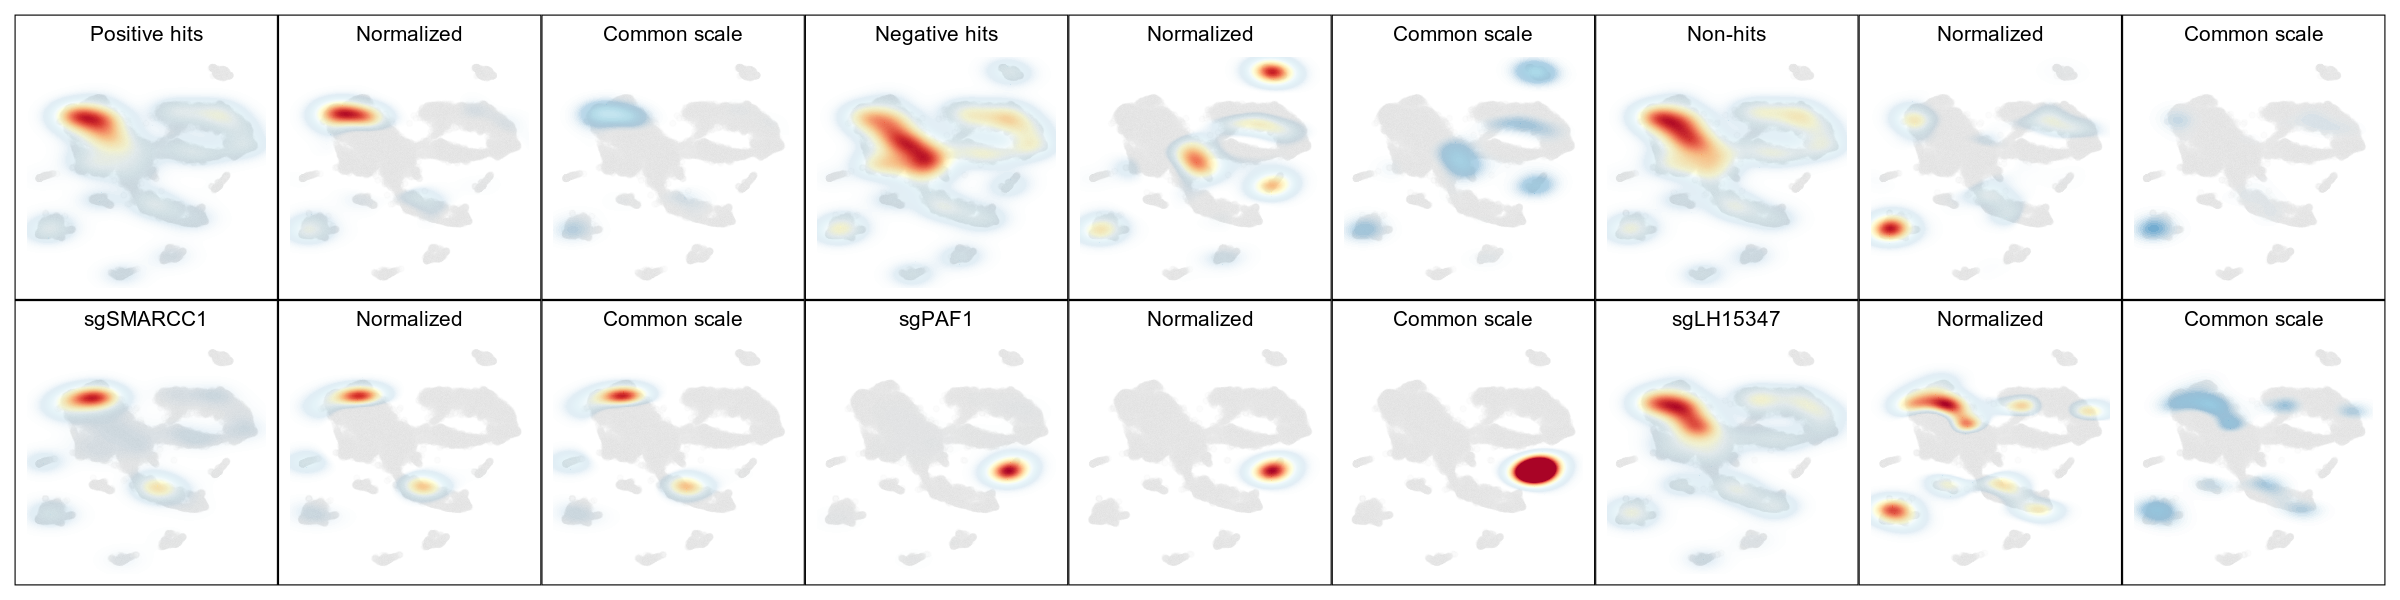 Positive hits
Normalized
Common scale
Negative hits
Normalized
Common scale
Non-hits
Normalized
Common scale
sgSMARCC1
Normalized
Common scale
sgPAF1
Normalized
Common scale
sgLH15347
Normalized
Common scale